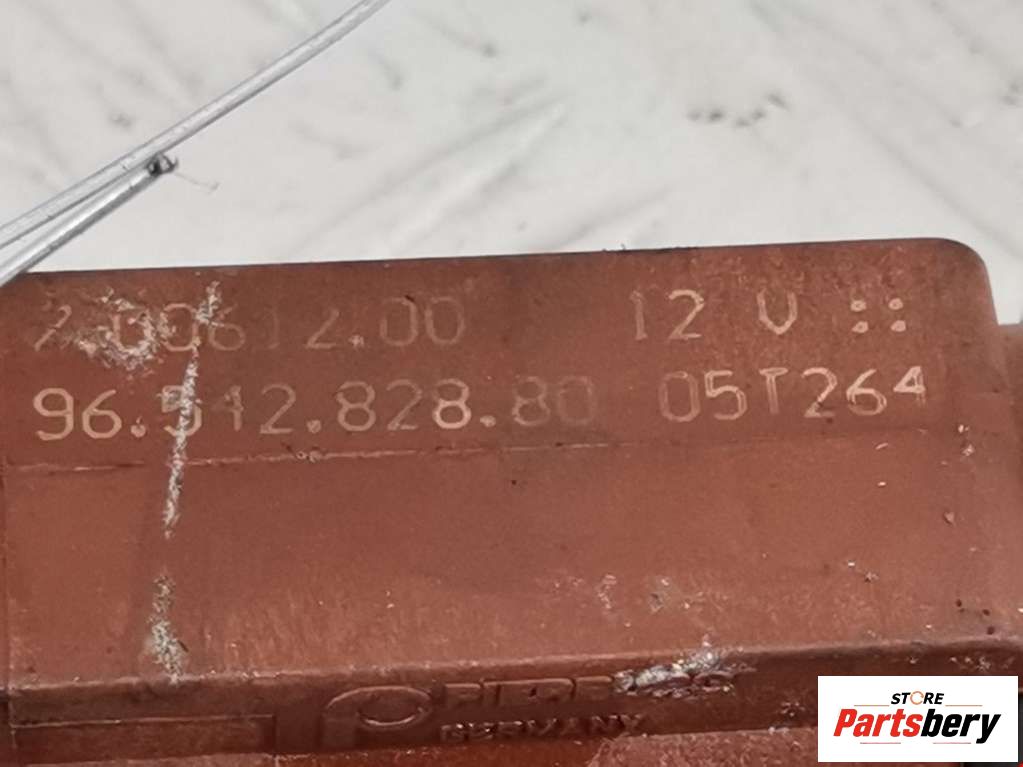 7.00612.00 12 V
96.542.828.80 05T264
GERMANY
STORE
Partsbery